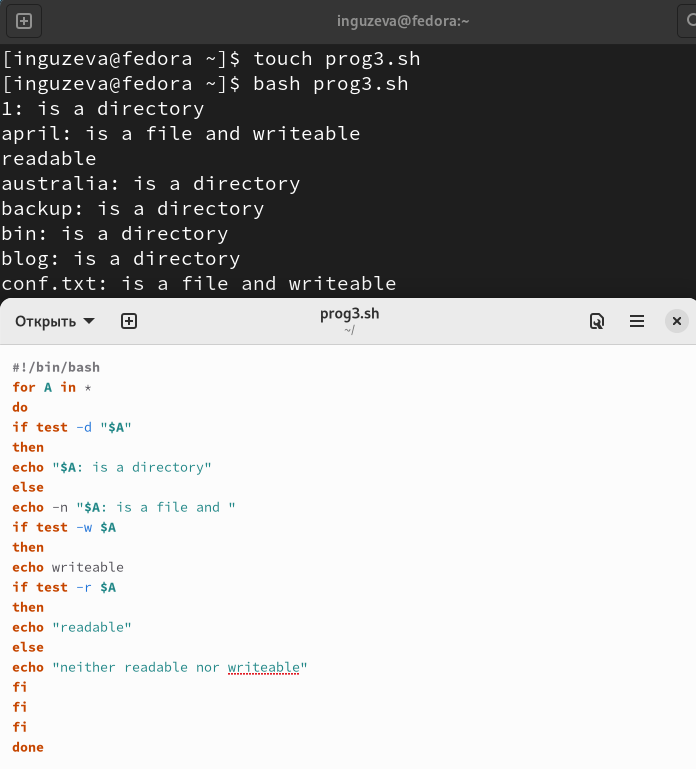 inguzeva@fedora:~
[inguzeva@fedora ~]$ touch prog3.sh
[inguzeva@fedora ~]$ bash prog3.sh
1: is a directory
april: is a file and writeable
readable
australia: is a directory
backup: is a directory
bin: is a directory
blog: is a directory
conf.txt: is a file and writeable
Открыть
prog3.sh
~/
#!/bin/bash
for A in *
do
if test -d "$A"
then
echo "$A: is a directory"
else
echo -n "$A: is a file and "
if test -w $A
then
echo writeable
if test -r $A
then
echo "readable"
else
echo "neither readable nor writeable"
fi
fi
fi
done